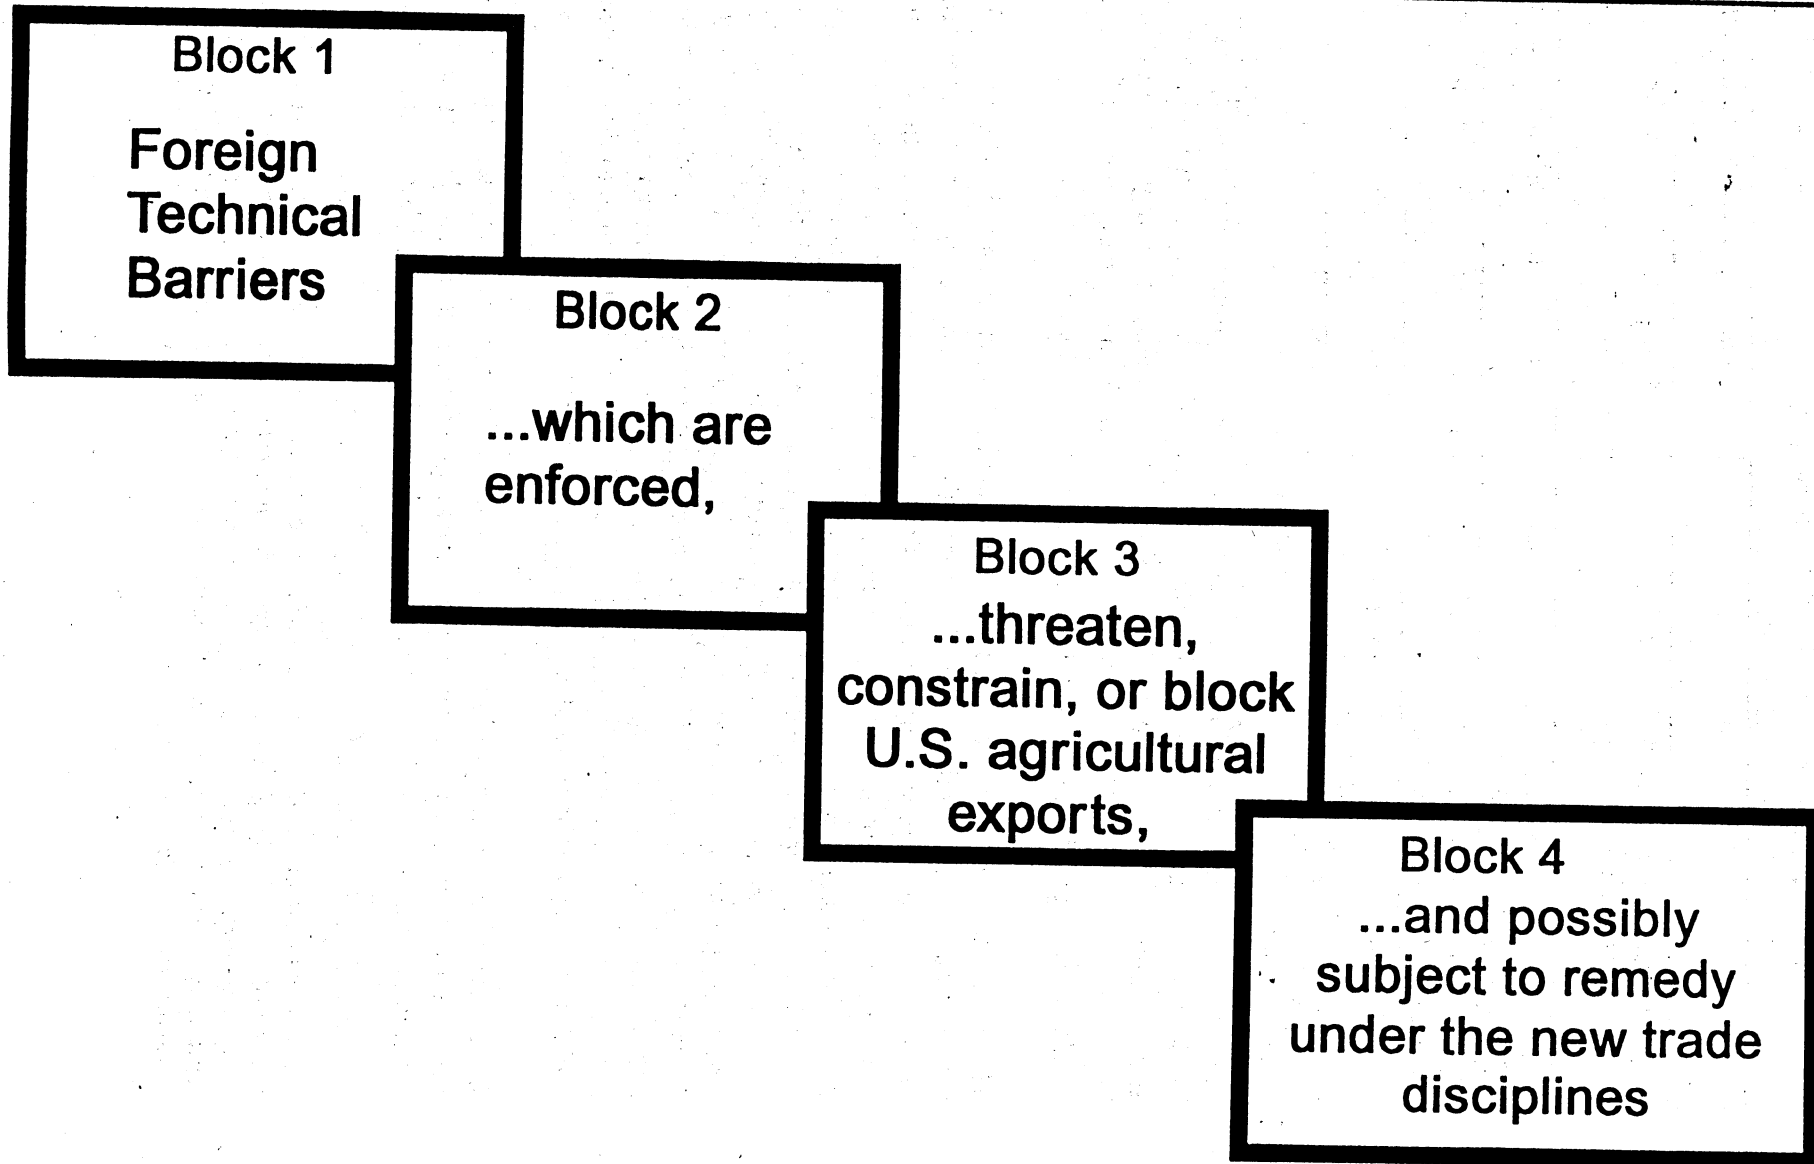 Block 1
Foreign
Technical
Barriers
Block 2
...which are
enforced,
Block 3
...threaten,
constrain, or block
U.S. agricultural
exports,
Block 4
...and possibly
subject to remedy
under the new trade
disciplines